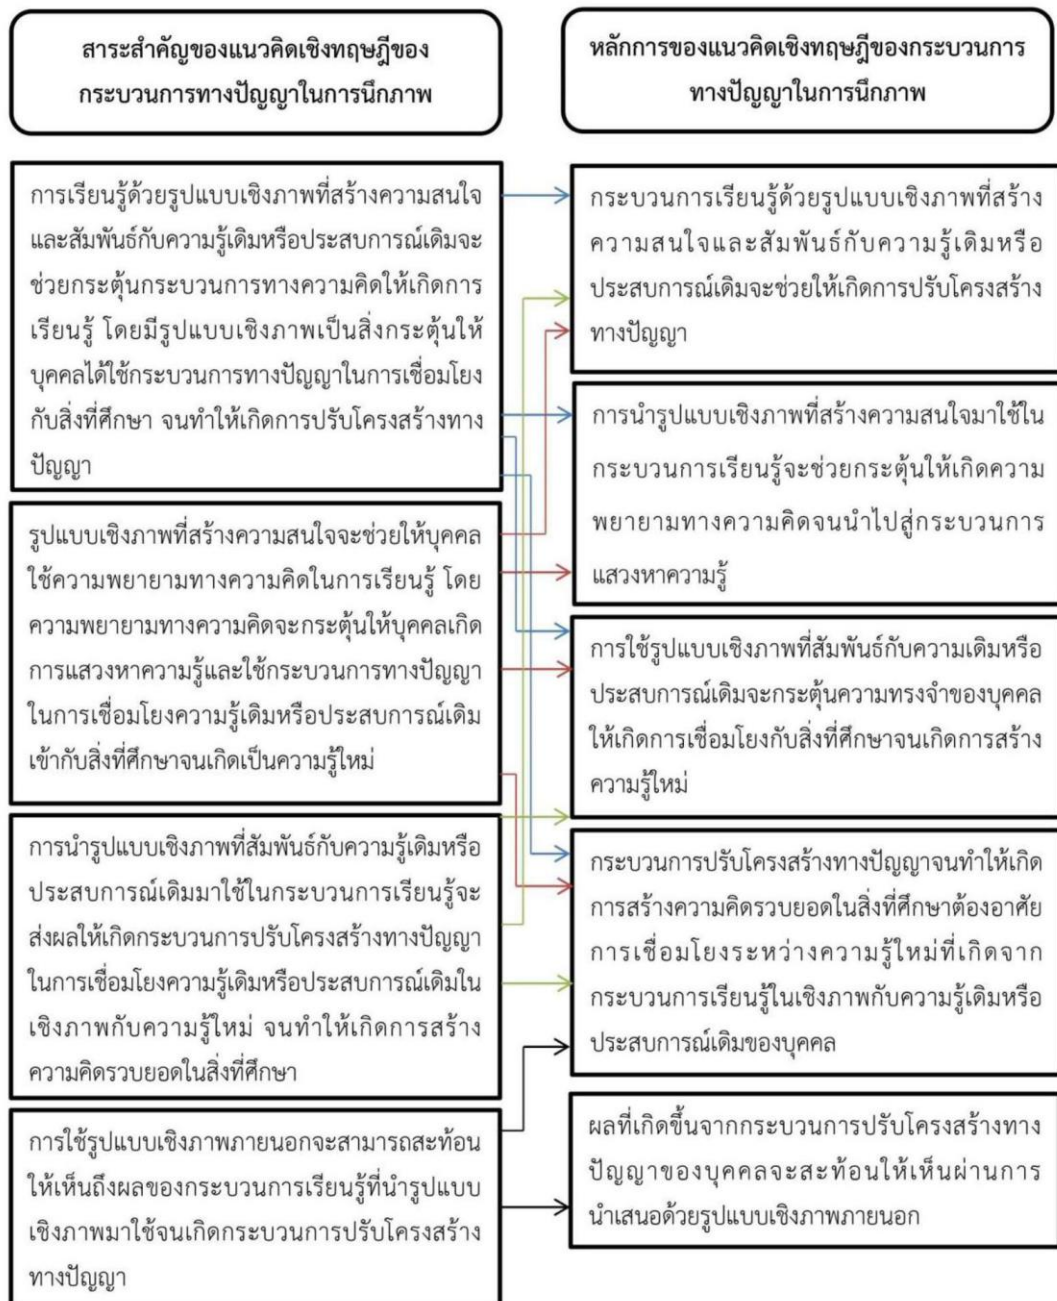 สาระสำคัญของแนวคิดเชิงทฤษฎีของ
กระบวนการทางปัญญาในการนึกภาพ
การเรียนรู้ด้วยรูปแบบเชิงภาพที่สร้างความสนใจ
และสัมพันธ์กับความรู้เดิมหรือประสบการณ์เดิมจะ
ช่วยกระตุ้นกระบวนการทางความคิดให้เกิดการ
เรียนรู้ โดยมีรูปแบบเชิงภาพเป็นสิ่งกระตุ้นให้
บุคคลได้ใช้กระบวนการทางปัญญาในการเชื่อมโยง
กับสิ่งที่ศึกษา จนทำให้เกิดการปรับโครงสร้างทาง
ปัญญา
รูปแบบเชิงภาพที่สร้างความสนใจจะช่วยให้บุคคล
ใช้ความพยายามทางความคิดในการเรียนรู้ โดย
ความพยายามทางความคิดจะกระตุ้นให้บุคคลเกิด
การแสวงหาความรู้และใช้กระบวนการทางปัญญา
ในการเชื่อมโยงความรู้เดิมหรือประสบการณ์เดิม
เข้ากับสิ่งที่ศึกษาจนเกิดเป็นความรู้ใหม่
การนำรูปแบบเชิงภาพที่สัมพันธ์กับความรู้เดิมหรือ
ประสบการณ์เดิมมาใช้ในกระบวนการเรียนรู้จะ
ส่งผลให้เกิดกระบวนการปรับโครงสร้างทางปัญญา
ในการเชื่อมโยงความรู้เดิมหรือประสบการณ์เดิมใน
เชิงภาพกับความรู้ใหม่ จนทำให้เกิดการสร้าง
ความคิดรวบยอดในสิ่งที่ศึกษา
การใช้รูปแบบเชิงภาพภายนอกจะสามารถสะท้อน
ให้เห็นถึงผลของกระบวนการเรียนรู้ที่นำรูปแบบ
เชิงภาพมาใช้จนเกิดกระบวนการปรับโครงสร้าง
ทางปัญญา
หลักการของแนวคิดเชิงทฤษฎีของกระบวนการ
ทางปัญญาในการนึกภาพ
กระบวนการเรียนรู้ด้วยรูปแบบเชิงภาพที่สร้าง
ความสนใจและสัมพันธ์กับความรู้เดิมหรือ
ประสบการณ์เดิมจะช่วยให้เกิดการปรับโครงสร้าง
ทางปัญญา
การนำรูปแบบเชิงภาพที่สร้างความสนใจมาใช้ใน
กระบวนการเรียนรู้จะช่วยกระตุ้นให้เกิดความ
พยายามทางความคิดจนนำไปสู่กระบวนการ
แสวงหาความรู้
การใช้รูปแบบเชิงภาพที่สัมพันธ์กับความเดิมหรือ
ประสบการณ์เดิมจะกระตุ้นความทรงจำของบุคคล
ให้เกิดการเชื่อมโยงกับสิ่งที่ศึกษาจนเกิดการสร้าง
ความรู้ใหม่
กระบวนการปรับโครงสร้างทางปัญญาจนทำให้เกิด
การสร้างความคิดรวบยอดในสิ่งที่ศึกษาต้องอาศัย
การเชื่อมโยงระหว่างความรู้ใหม่ที่เกิดจาก
กระบวนการเรียนรู้ในเชิงภาพกับความรู้เดิมหรือ
ประสบการณ์เดิมของบุคคล
ผลที่เกิดขึ้นจากกระบวนการปรับโครงสร้างทาง
ปัญญาของบุคคลจะสะท้อนให้เห็นผ่านการ
นำเสนอด้วยรูปแบบเชิงภาพภายนอก